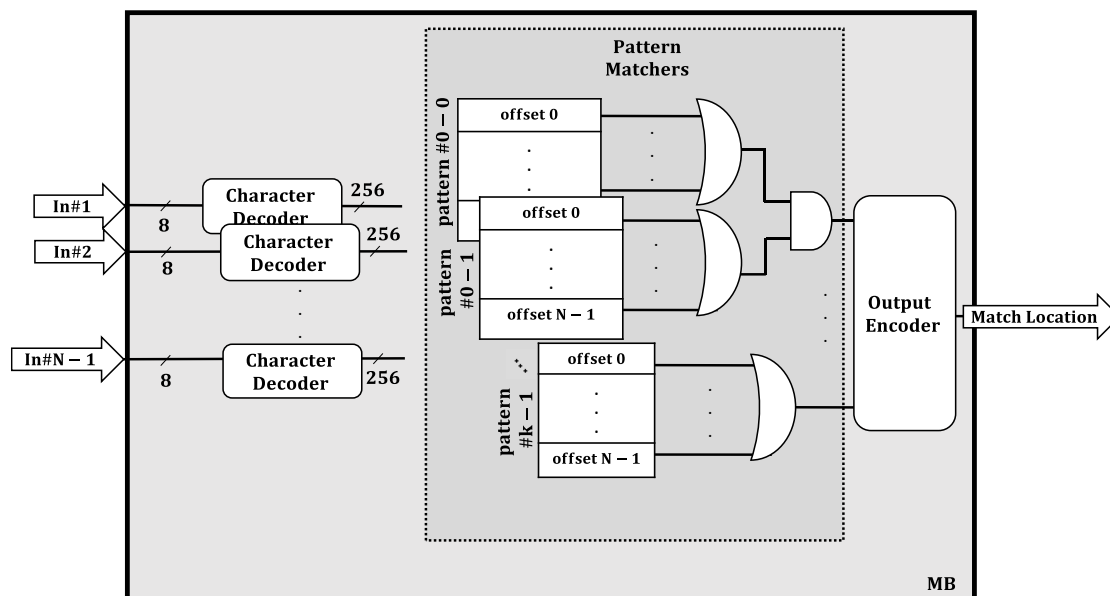 Pattern
Matchers
pattern #0 – 0
offset 0
In#1
8
Character
Decoder
256
In#2
8
Character
Decoder
256
pattern
#0 – 1
offset 0
offset N – 1
Output
Encoder
Match Location
In#N – 1
8
Character
Decoder
256
pattern
#k – 1
offset 0
offset N – 1
MB